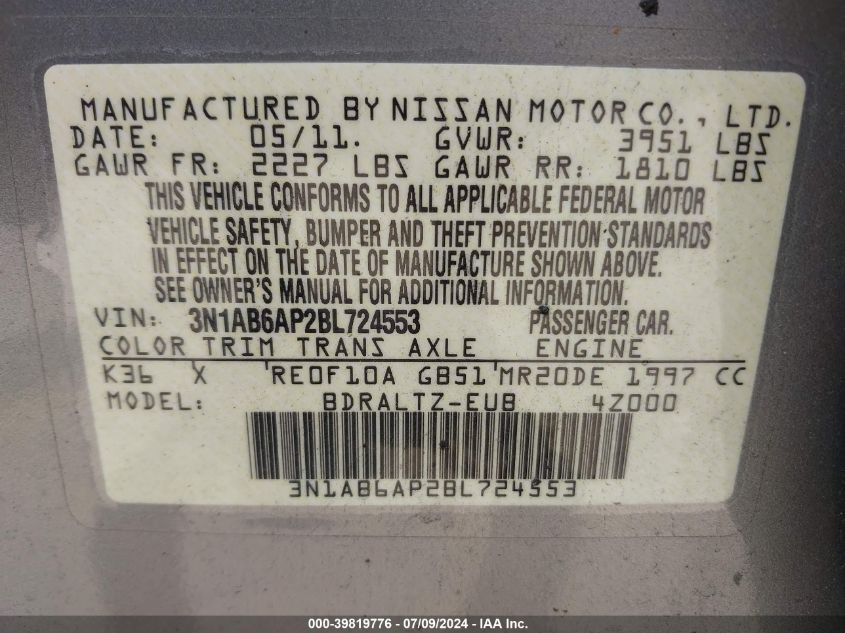 MANUFACTURED BY NISSAN MOTOR CO., LTD.
DATE: 05/11. GVWR: 3951 LBS
GAWR FR: 2227 LBS GAWR RR: 1810 LBS
THIS VEHICLE CONFORMS TO ALL APPLICABLE FEDERAL MOTOR
VEHICLE SAFETY, BUMPER AND THEFT PREVENTION STANDARDS
IN EFFECT ON THE DATE OF MANUFACTURE SHOWN ABOVE.
SEE OWNER'S MANUAL FOR ADDITIONAL INFORMATION.
VIN: 3N1AB6AP2BL724553 PASSENGER CAR.
COLOR TRIM TRANS AXLE ENGINE
K36 X RE0F10A GB51 MR20DE 1997 CC
MODEL: BDRALTZ-EUB 4Z000
3N1AB6AP2BL724553
000-39819776 - 07/09/2024 - IAA Inc.